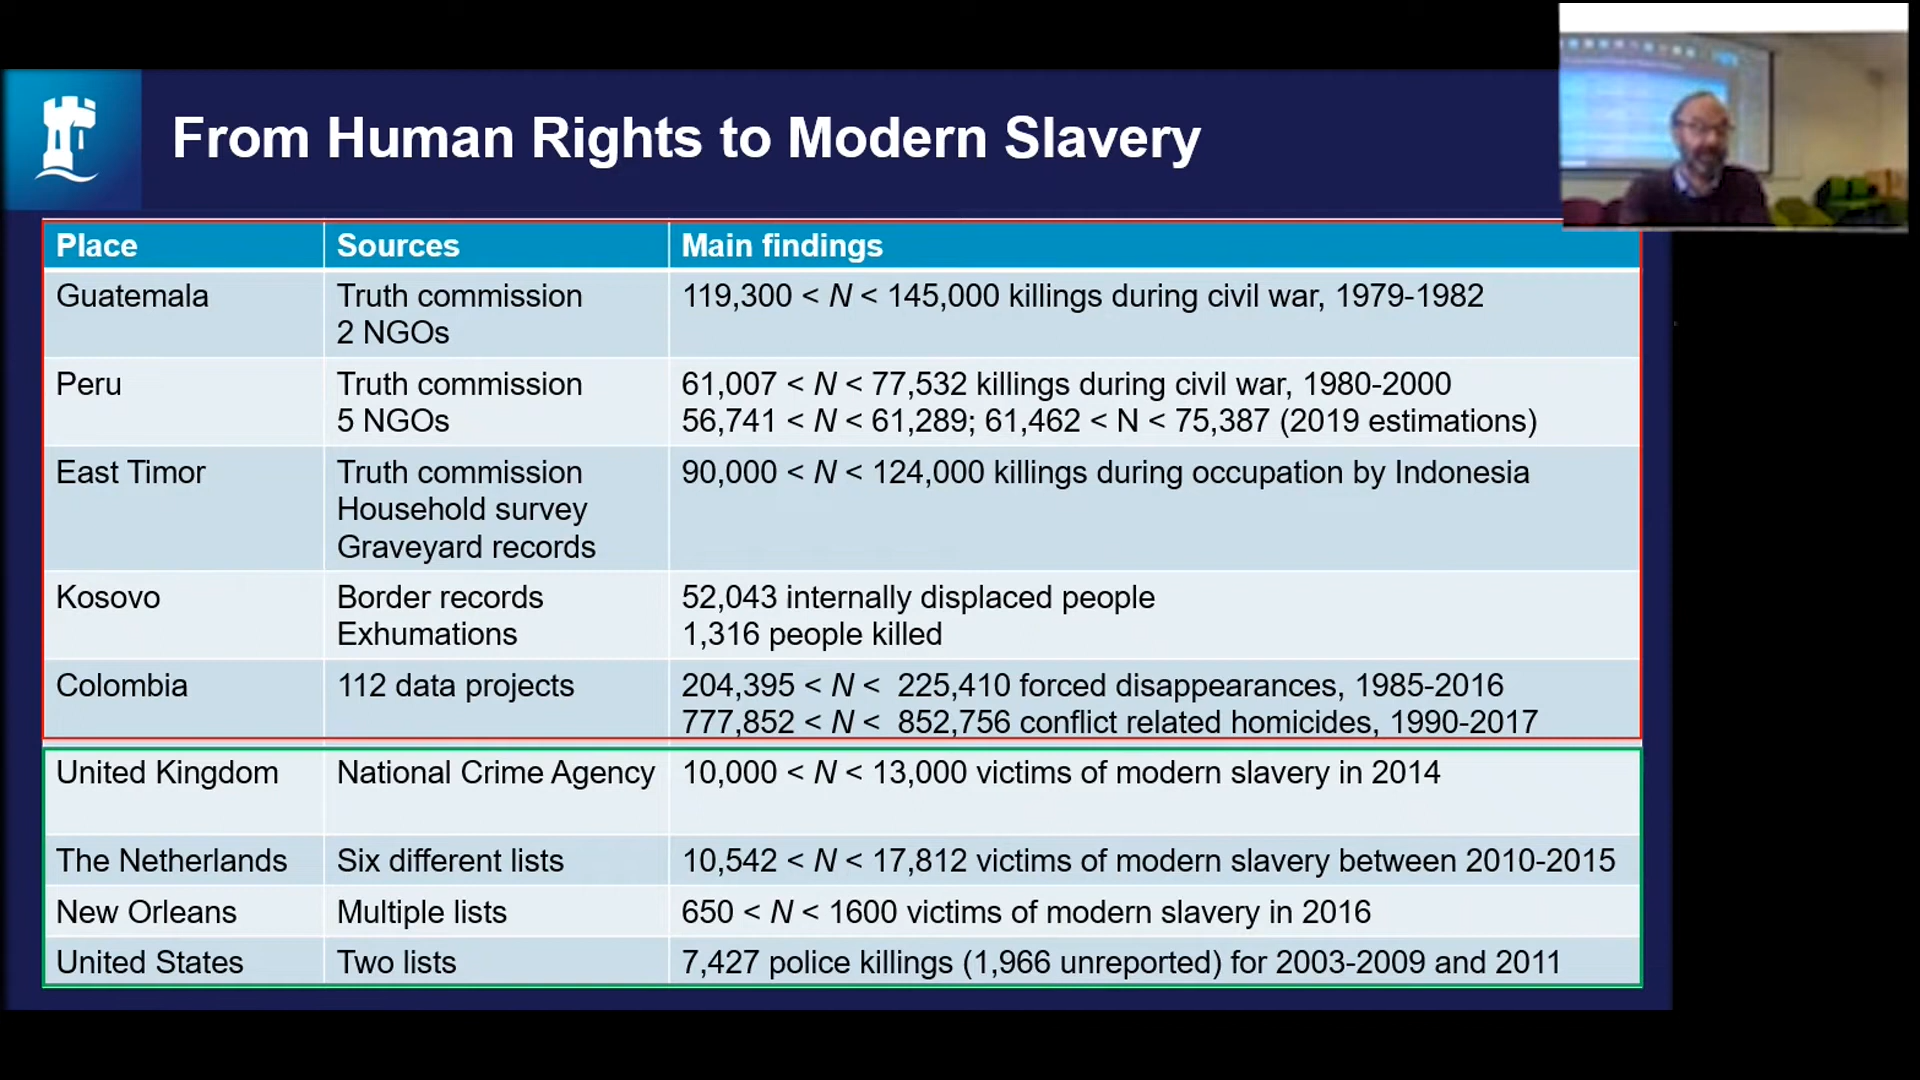 From Human Rights to Modern Slavery
Place Sources Main findings
Guatemala Truth commission 119,300 < N < 145,000 killings during civil war, 1979-1982
2 NGOs
Peru Truth commission 61,007 < N < 77,532 killings during civil war, 1980-2000
5 NGOs 56,741 < N < 61,289; 61,462 < N < 75,387 (2019 estimations)
East Timor Truth commission 90,000 < N < 124,000 killings during occupation by Indonesia
Household survey
Graveyard records
Kosovo Border records 52,043 internally displaced people
Exhumations 1,316 people killed
Colombia 112 data projects 204,395 < N < 225,410 forced disappearances, 1985-2016
777,852 < N < 852,756 conflict related homicides, 1990-2017
United Kingdom National Crime Agency 10,000 < N < 13,000 victims of modern slavery in 2014
The Netherlands Six different lists 10,542 < N < 17,812 victims of modern slavery between 2010-2015
New Orleans Multiple lists 650 < N < 1600 victims of modern slavery in 2016
United States Two lists 7,427 police killings (1,966 unreported) for 2003-2009 and 2011